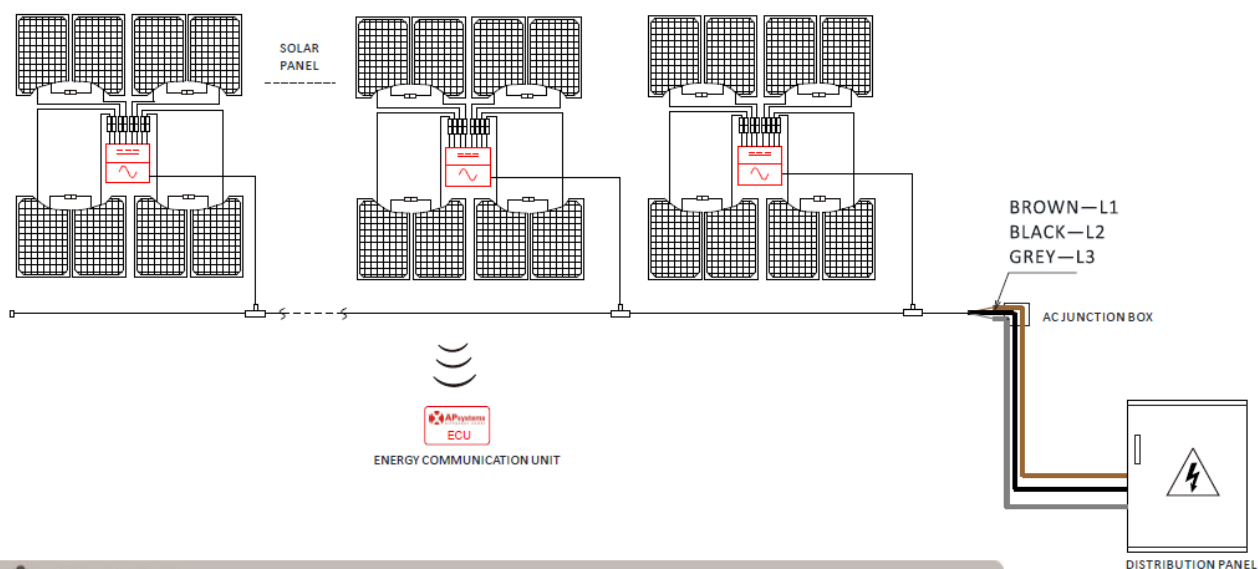 SOLAR
PANEL
BROWN—L1
BLACK—L2
GREY—L3
AC JUNCTION BOX
APsystems
ECU
ENERGY COMMUNICATION UNIT
DISTRIBUTION PANEL